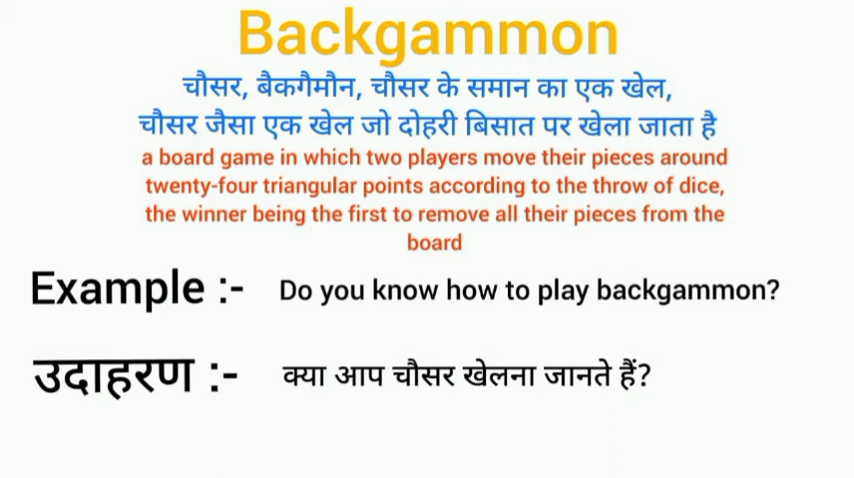 Backgammon
चौसर, बैकगैमौन, चौसर के समान का एक खेल,
चौसर जैसा एक खेल जो दोहरी बिसात पर खेला जाता है
a board game in which two players move their pieces around
twenty-four triangular points according to the throw of dice,
the winner being the first to remove all their pieces from the
board
Example :- Do you know how to play backgammon?
उदाहरण :- क्या आप चौसर खेलना जानते हैं?